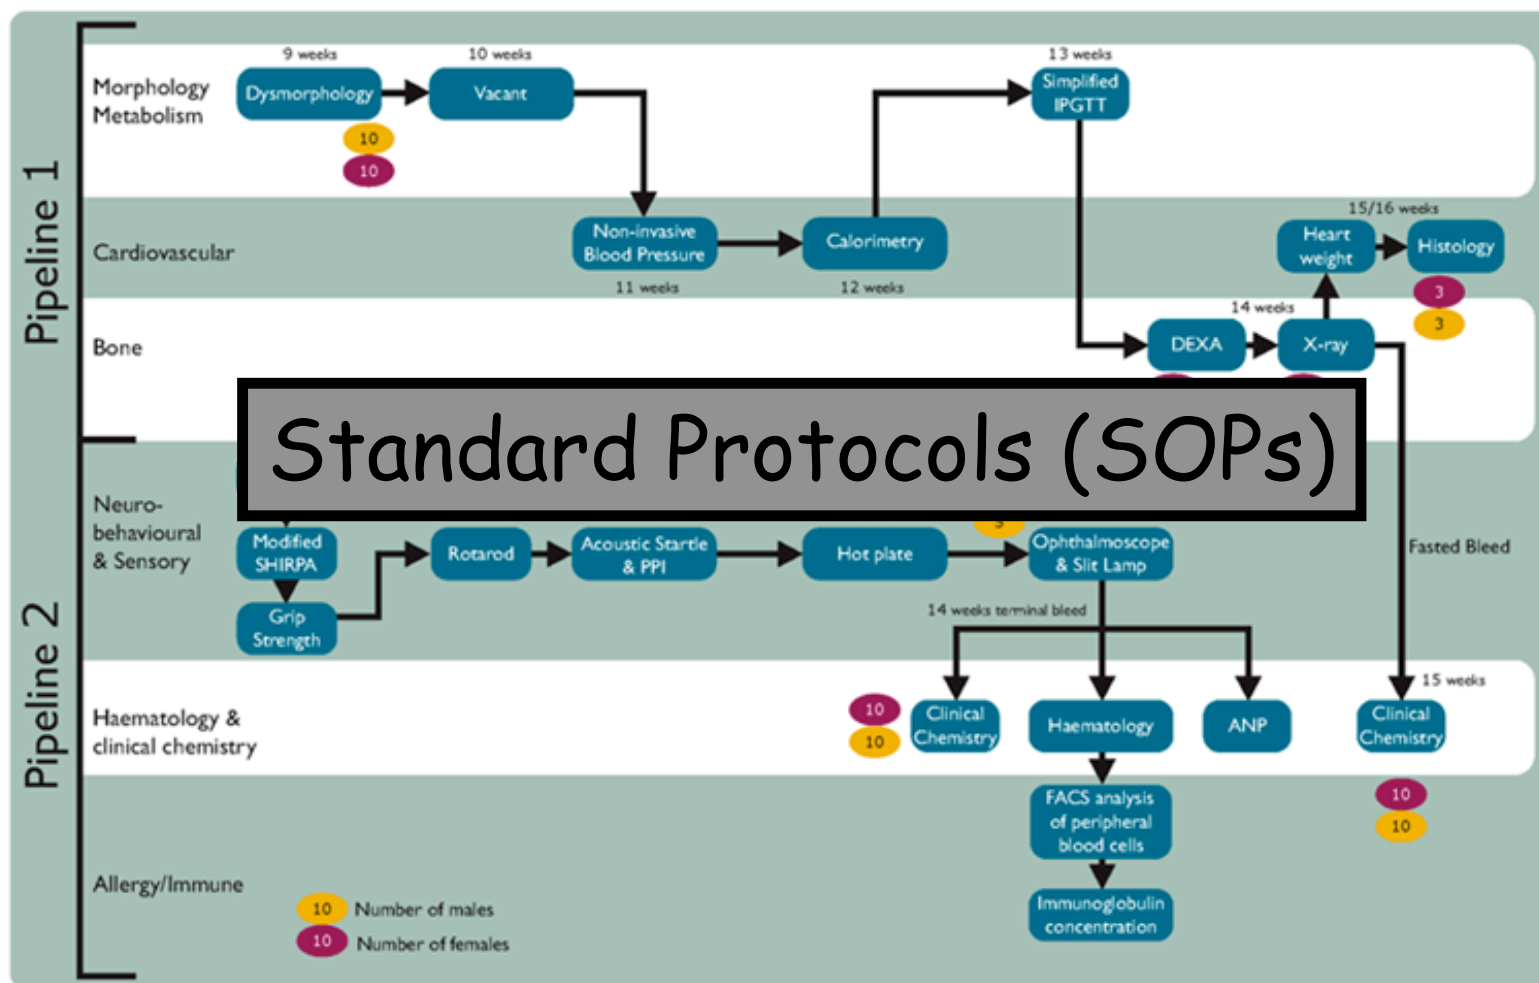 Pipeline 1
Morphology
Metabolism
9 weeks
Dysmorphology
10
10
10 weeks
Vacant
13 weeks
Simplified
IPGTT
Cardiovascular
Non-invasive
Blood Pressure
11 weeks
Calorimetry
12 weeks
15/16 weeks
Heart
weight
Histology
3
3
Bone
14 weeks
DEXA
X-ray
Standard Protocols (SOPs)
Pipeline 2
Neuro-
behavioural
& Sensory
Modified
SHIRPA
Grip
Strength
Rotarod
Acoustic Startle
& PPI
Hot plate
5
Ophthalmoscope
& Slit Lamp
Fasted Bleed
14 weeks terminal bleed
Haematology &
clinical chemistry
10
10
Clinical
Chemistry
Haematology
ANP
15 weeks
Clinical
Chemistry
10
10
Allergy/Immune
FACS analysis
of peripheral
blood cells
Immunoglobulin
concentration
10 Number of males
10 Number of females